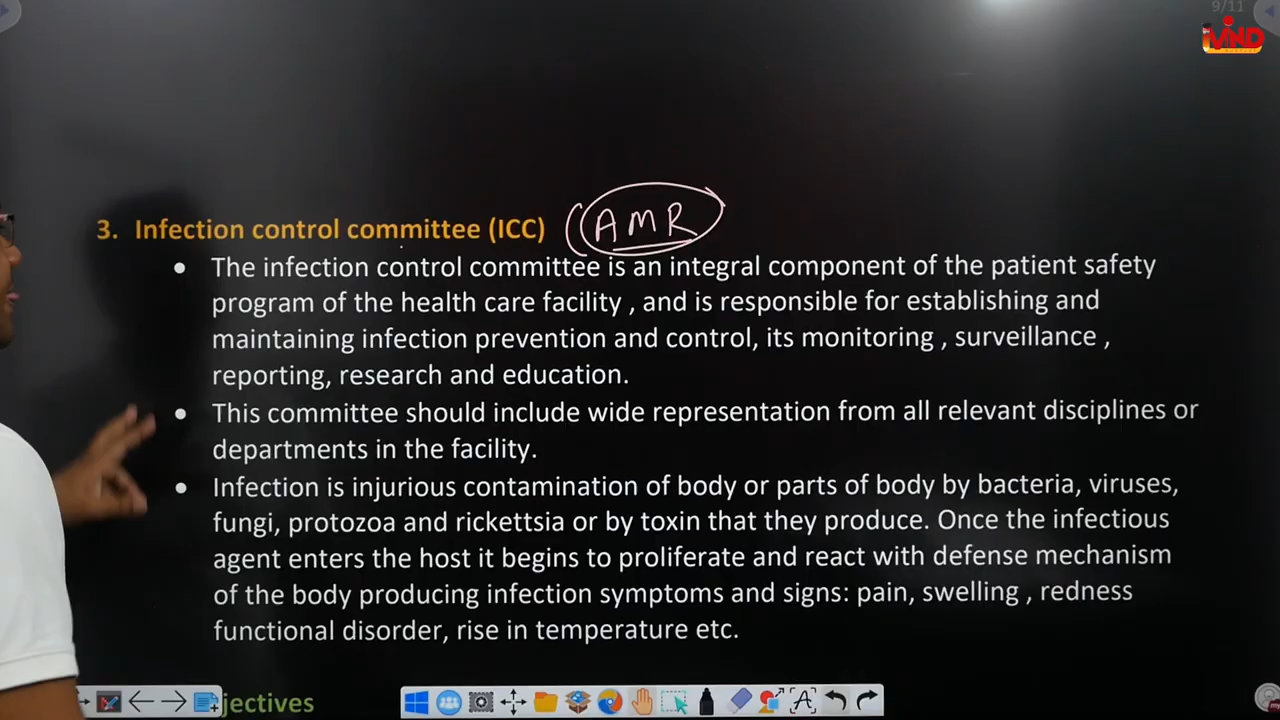 9/11
iMND
3. Infection control committee (ICC) (AMR
• The infection control committee is an integral component of the patient safety
program of the health care facility , and is responsible for establishing and
maintaining infection prevention and control, its monitoring , surveillance ,
reporting, research and education.
• This committee should include wide representation from all relevant disciplines or
departments in the facility.
• Infection is injurious contamination of body or parts of body by bacteria, viruses,
fungi, protozoa and rickettsia or by toxin that they produce. Once the infectious
agent enters the host it begins to proliferate and react with defense mechanism
of the body producing infection symptoms and signs: pain, swelling , redness
functional disorder, rise in temperature etc.
jectives